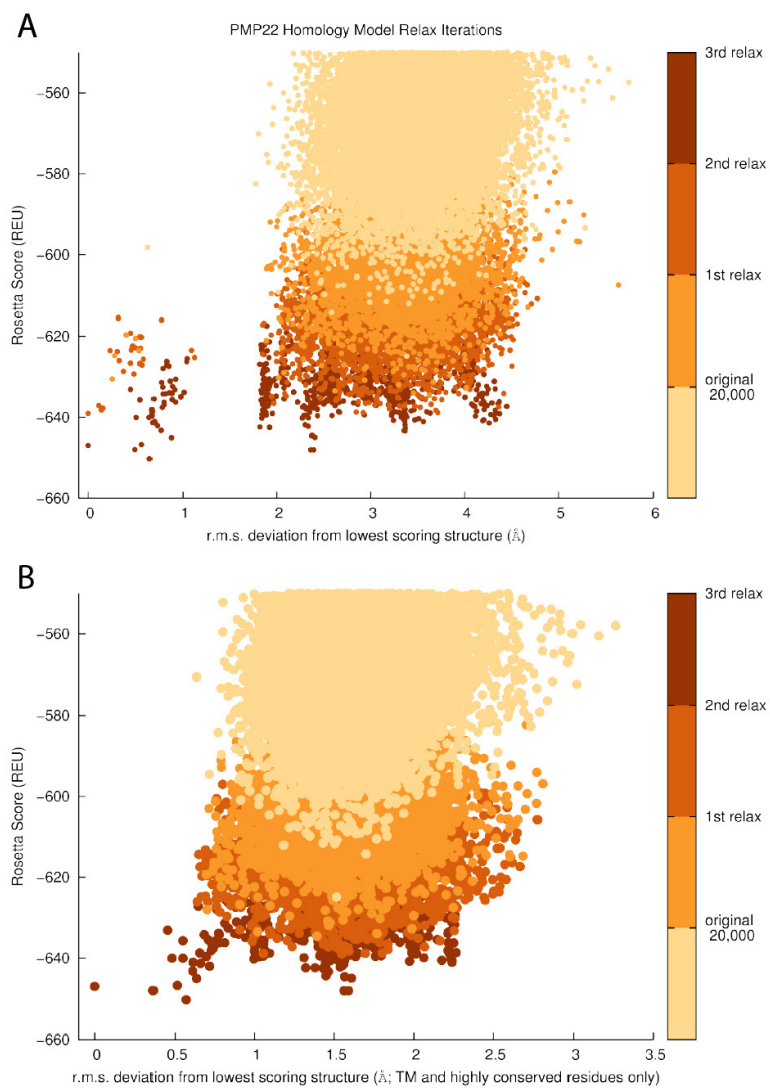 A
PMP22 Homology Model Relax Iterations
Rosetta Score (REU)
−560
−580
−600
−620
−640
−660
0 1 2 3 4 5 6
r.m.s. deviation from lowest scoring structure (Å)
3rd relax
2nd relax
1st relax
original
20,000
B
Rosetta Score (REU)
−560
−580
−600
−620
−640
−660
0 0.5 1 1.5 2 2.5 3 3.5
r.m.s. deviation from lowest scoring structure (Å; TM and highly conserved residues only)
3rd relax
2nd relax
1st relax
original
20,000